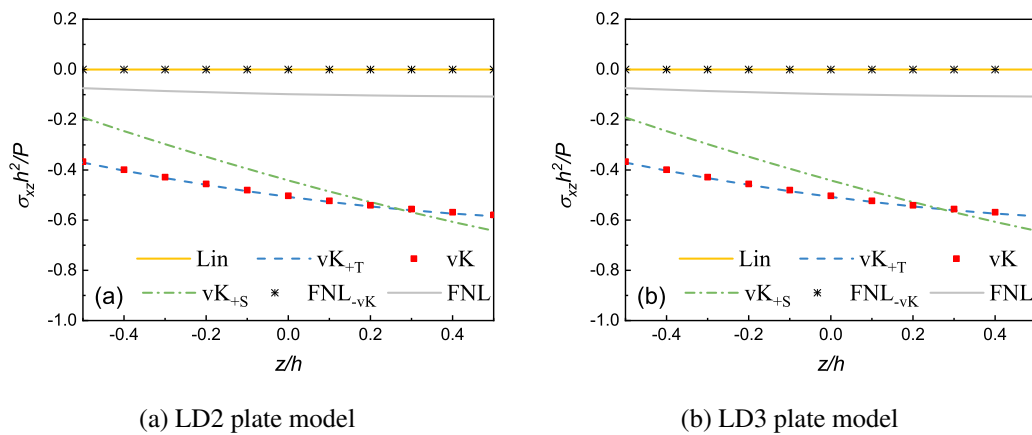 0.2
0.0
-0.2
-0.4
-0.6
-0.8
-1.0
σxzh²/P
Lin
vK+T
vK
vK+S
FNL-vK
FNL
(a)
-0.4 -0.2 0.0 0.2 0.4
z/h
(a) LD2 plate model
0.2
0.0
-0.2
-0.4
-0.6
-0.8
-1.0
σxzh²/P
Lin
vK+T
vK
vK+S
FNL-vK
FNL
(b)
-0.4 -0.2 0.0 0.2 0.4
z/h
(b) LD3 plate model